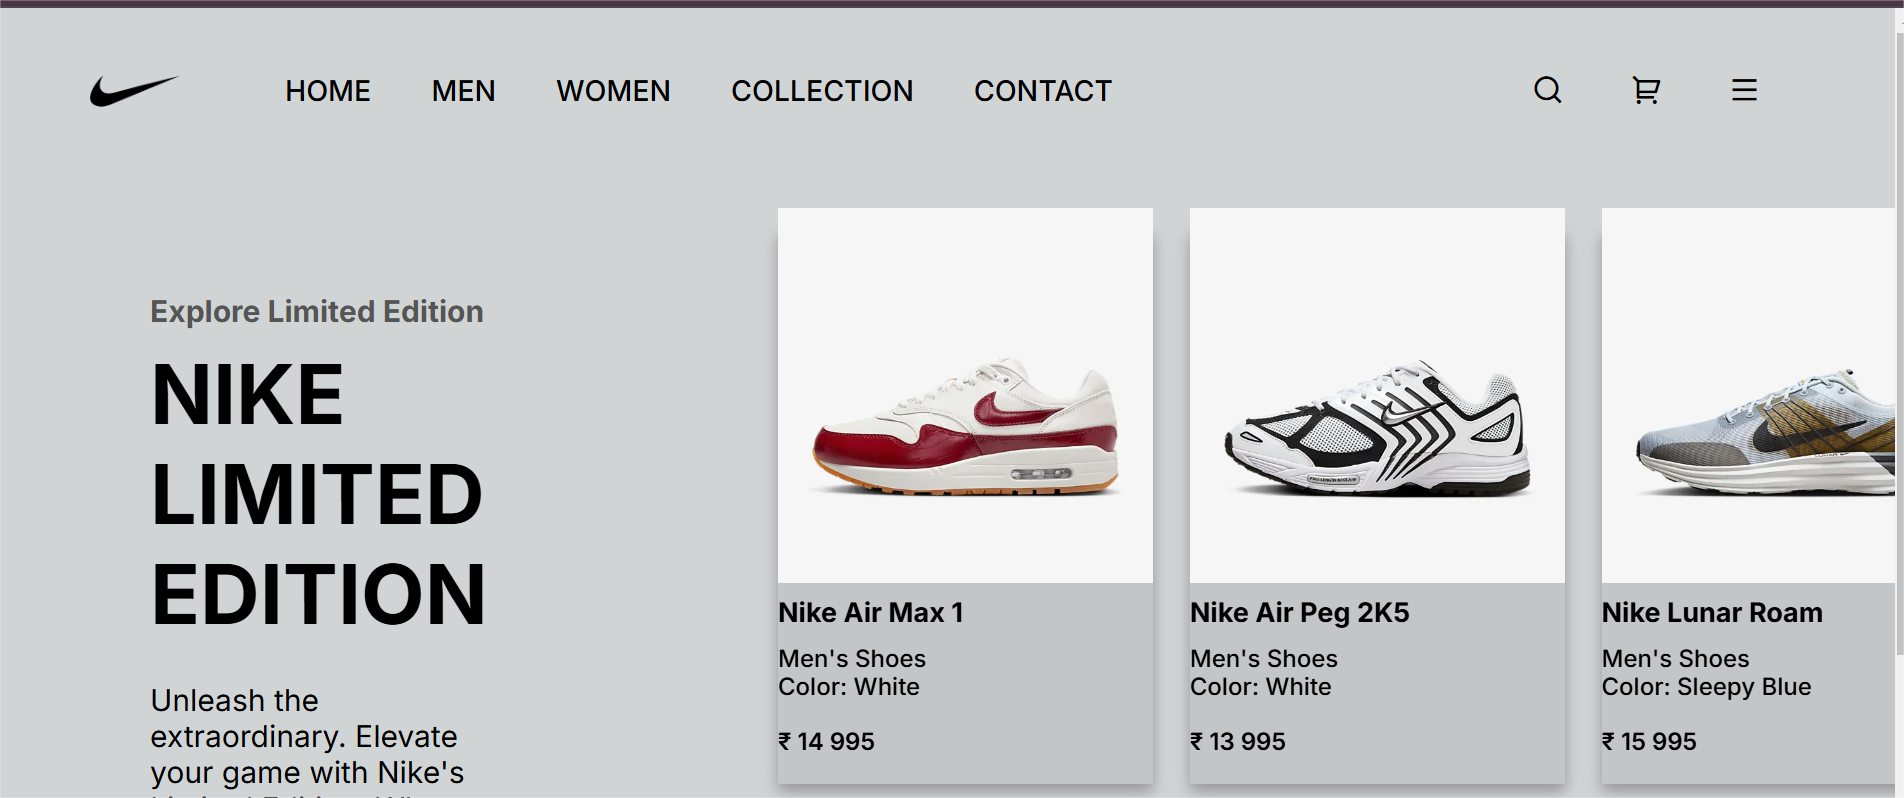 HOME MEN WOMEN COLLECTION CONTACT
Explore Limited Edition
NIKE
LIMITED
EDITION
Unleash the
extraordinary. Elevate
your game with Nike's
Nike Air Max 1
Men's Shoes
Color: White
₹ 14 995
Nike Air Peg 2K5
Men's Shoes
Color: White
₹ 13 995
Nike Lunar Roam
Men's Shoes
Color: Sleepy Blue
₹ 15 995